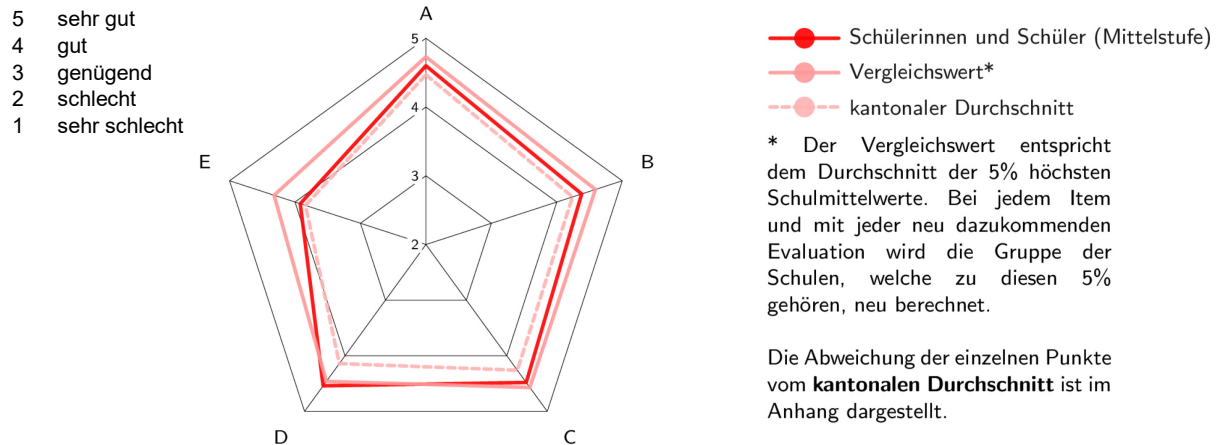 5 sehr gut
4 gut
3 genügend
2 schlecht
1 sehr schlecht
A
5
4
3
2
B
C
D
E
Schülerinnen und Schüler (Mittelstufe)
Vergleichswert*
kantonaler Durchschnitt
* Der Vergleichswert entspricht
dem Durchschnitt der 5% höchsten
Schulmittelwerte. Bei jedem Item
und mit jeder neu dazukommenden
Evaluation wird die Gruppe der
Schulen, welche zu diesen 5%
gehören, neu berechnet.
Die Abweichung der einzelnen Punkte
vom kantonalen Durchschnitt ist im
Anhang dargestellt.